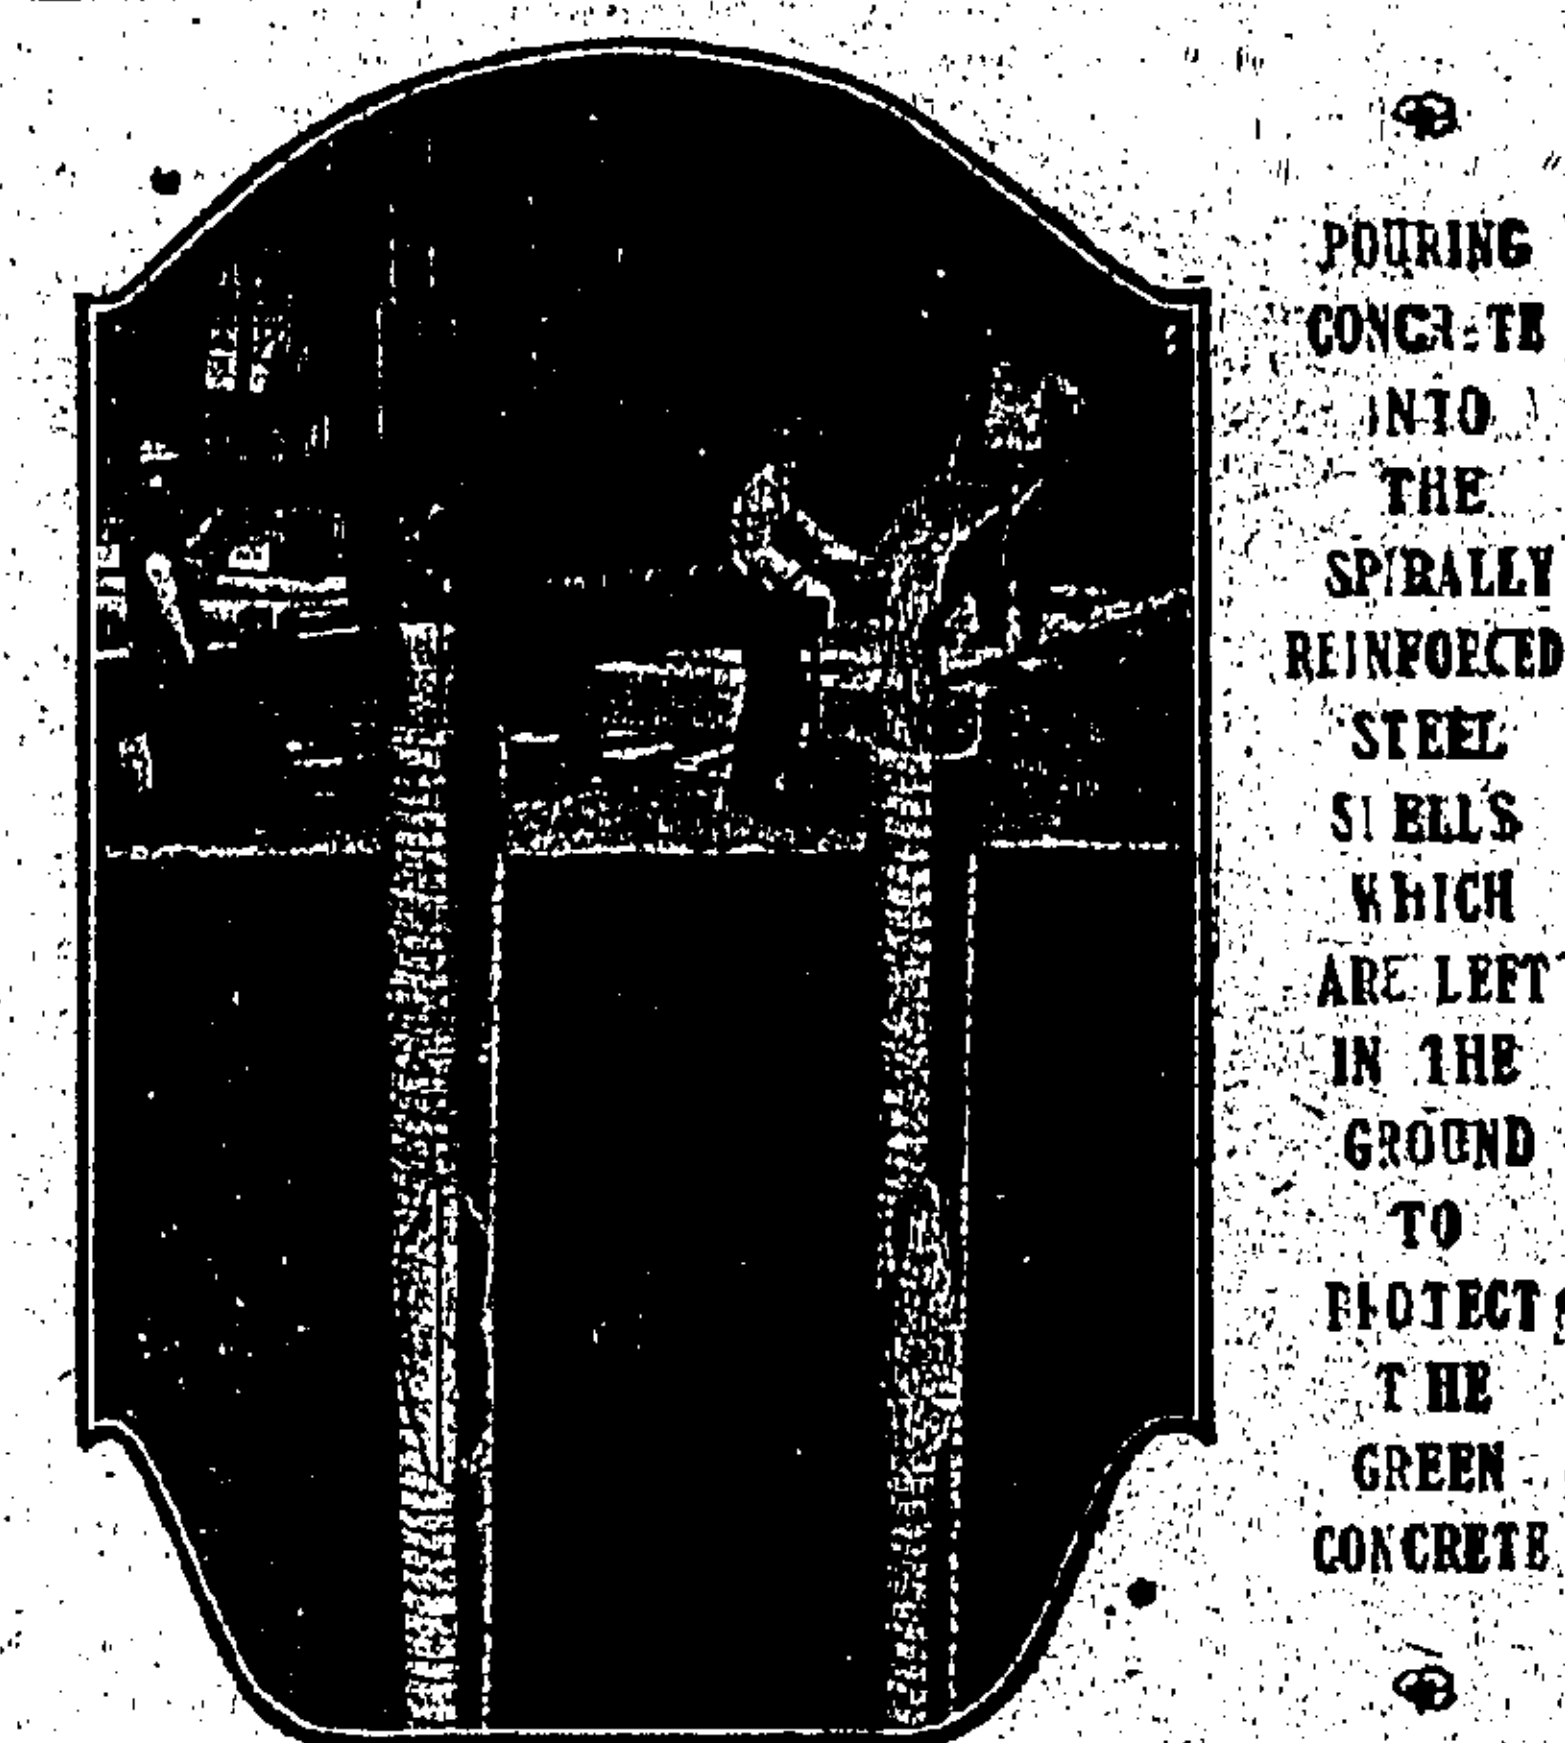 POURING
CONCRETE
INTO
THE
SPIRALLY
REINFORCED
STEEL
SHELLS
WHICH
ARE LEFT
IN THE
GROUND
TO
PROTECT
THE
GREEN
CONCRETE